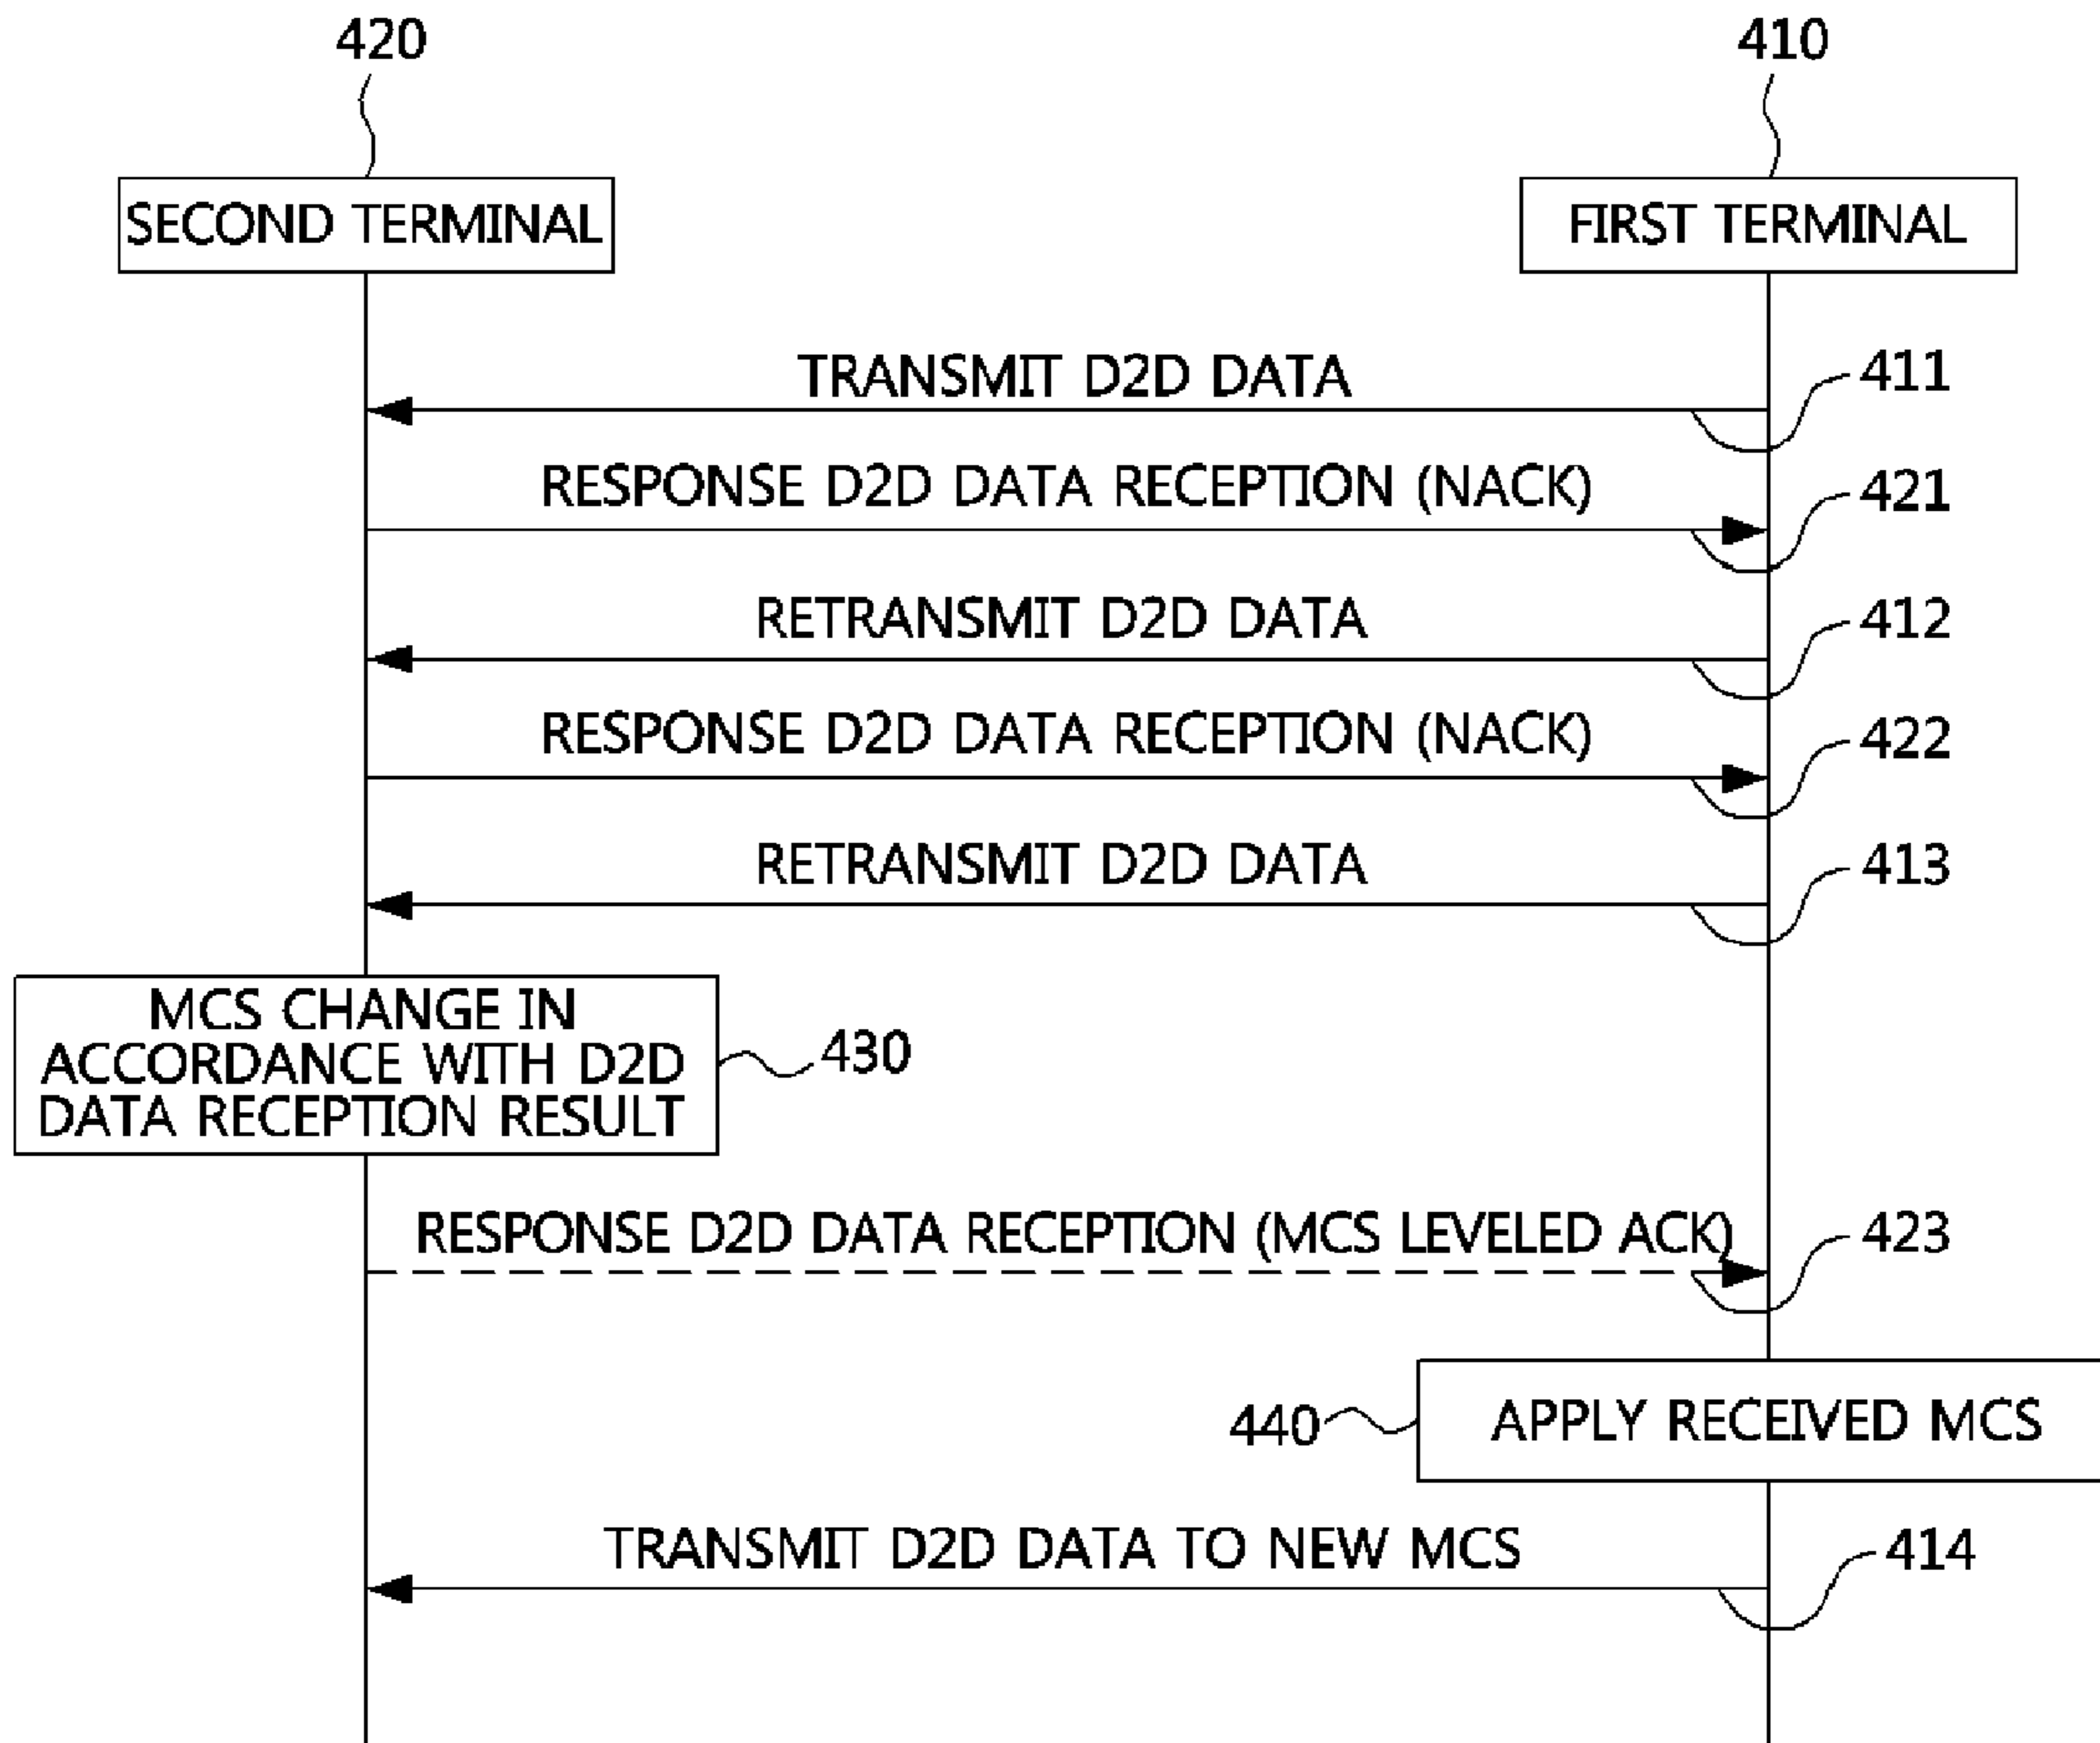 420
410
SECOND TERMINAL
FIRST TERMINAL
TRANSMIT D2D DATA
411
RESPONSE D2D DATA RECEPTION (NACK)
421
RETRANSMIT D2D DATA
412
RESPONSE D2D DATA RECEPTION (NACK)
422
RETRANSMIT D2D DATA
413
MCS CHANGE IN
ACCORDANCE WITH D2D
DATA RECEPTION RESULT
430
RESPONSE D2D DATA RECEPTION (MCS LEVELED ACK)
423
440
APPLY RECEIVED MCS
TRANSMIT D2D DATA TO NEW MCS
414